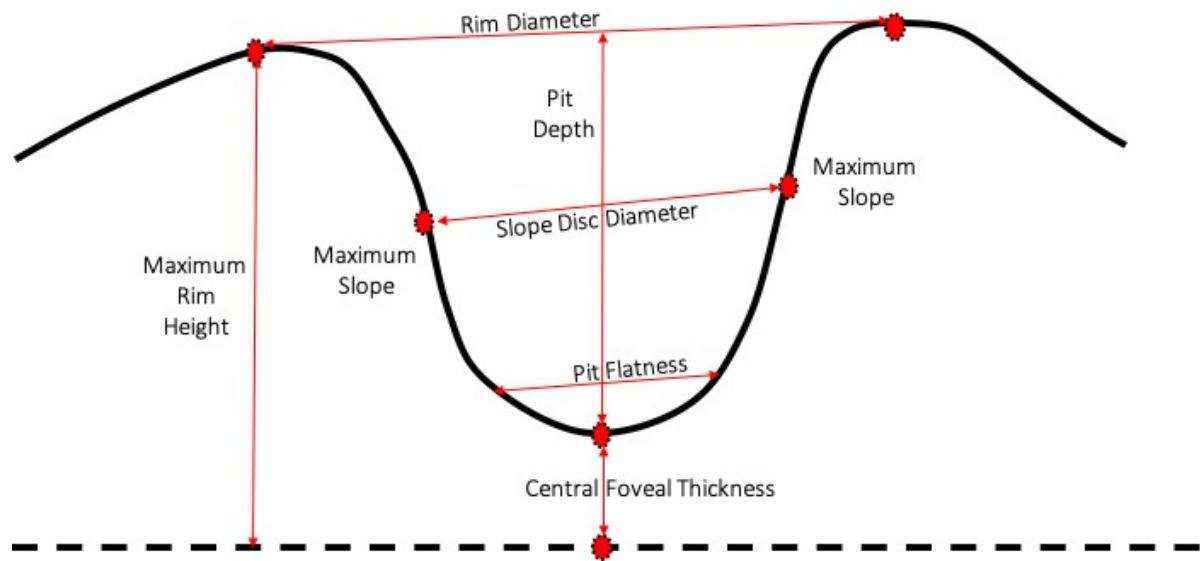 Rim Diameter
Pit
Depth
Maximum
Slope
Slope Disc Diameter
Maximum
Slope
Maximum
Rim
Height
Pit Flatness
Central Foveal Thickness